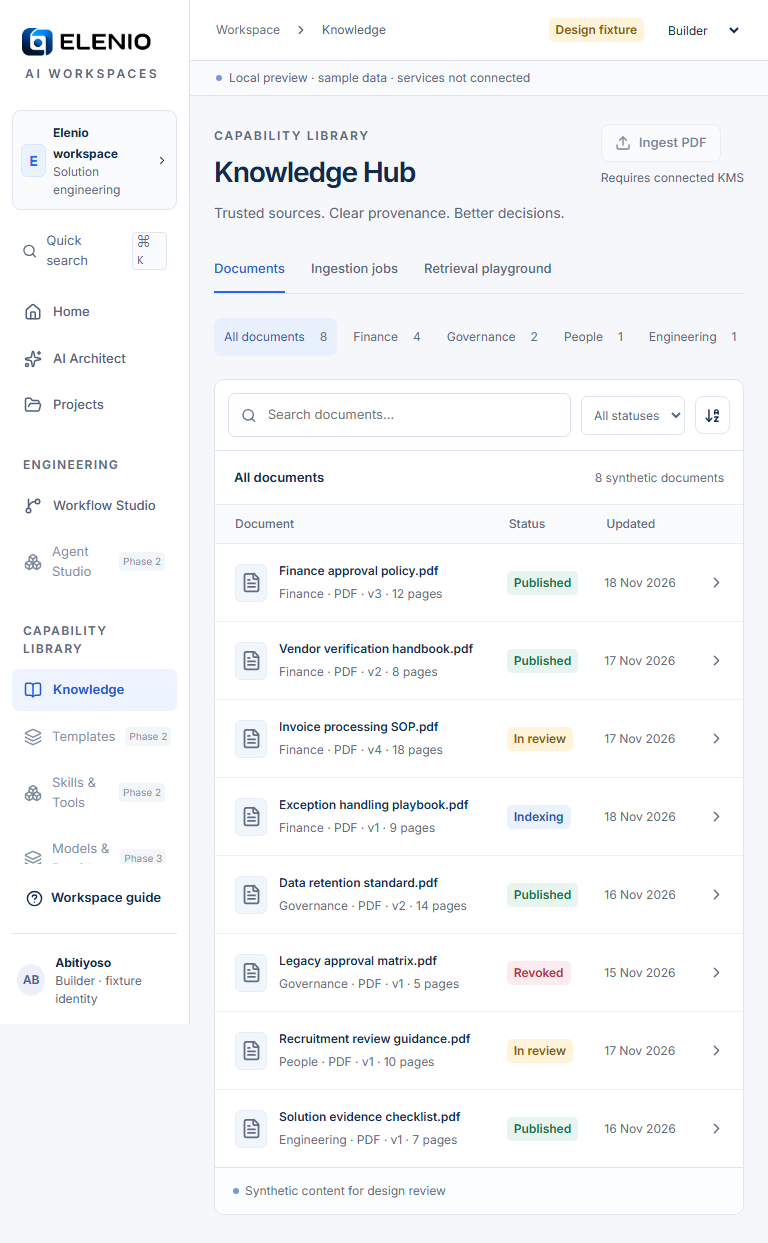 ELENIO
AI WORKSPACES
E
Elenio
workspace
Solution
engineering
Quick
search
⌘
K
Home
AI Architect
Projects
ENGINEERING
Workflow Studio
Agent
Studio
Phase 2
CAPABILITY
LIBRARY
Knowledge
Templates
Phase 2
Skills &
Tools
Phase 2
Models &
Phase 3
Workspace guide
AB
Abitiyoso
Builder · fixture
identity
Workspace
Knowledge
Design fixture
Builder
Local preview · sample data · services not connected
CAPABILITY LIBRARY
Knowledge Hub
Trusted sources. Clear provenance. Better decisions.
Ingest PDF
Requires connected KMS
Documents
Ingestion jobs
Retrieval playground
All documents 8
Finance 4
Governance 2
People 1
Engineering 1
Search documents...
All statuses
A
Z
All documents
8 synthetic documents
Document Status Updated
Finance approval policy.pdf
Finance · PDF · v3 · 12 pages
Published
18 Nov 2026
Vendor verification handbook.pdf
Finance · PDF · v2 · 8 pages
Published
17 Nov 2026
Invoice processing SOP.pdf
Finance · PDF · v4 · 18 pages
In review
17 Nov 2026
Exception handling playbook.pdf
Finance · PDF · v1 · 9 pages
Indexing
18 Nov 2026
Data retention standard.pdf
Governance · PDF · v2 · 14 pages
Published
16 Nov 2026
Legacy approval matrix.pdf
Governance · PDF · v1 · 5 pages
Revoked
15 Nov 2026
Recruitment review guidance.pdf
People · PDF · v1 · 10 pages
In review
17 Nov 2026
Solution evidence checklist.pdf
Engineering · PDF · v1 · 7 pages
Published
16 Nov 2026
Synthetic content for design review